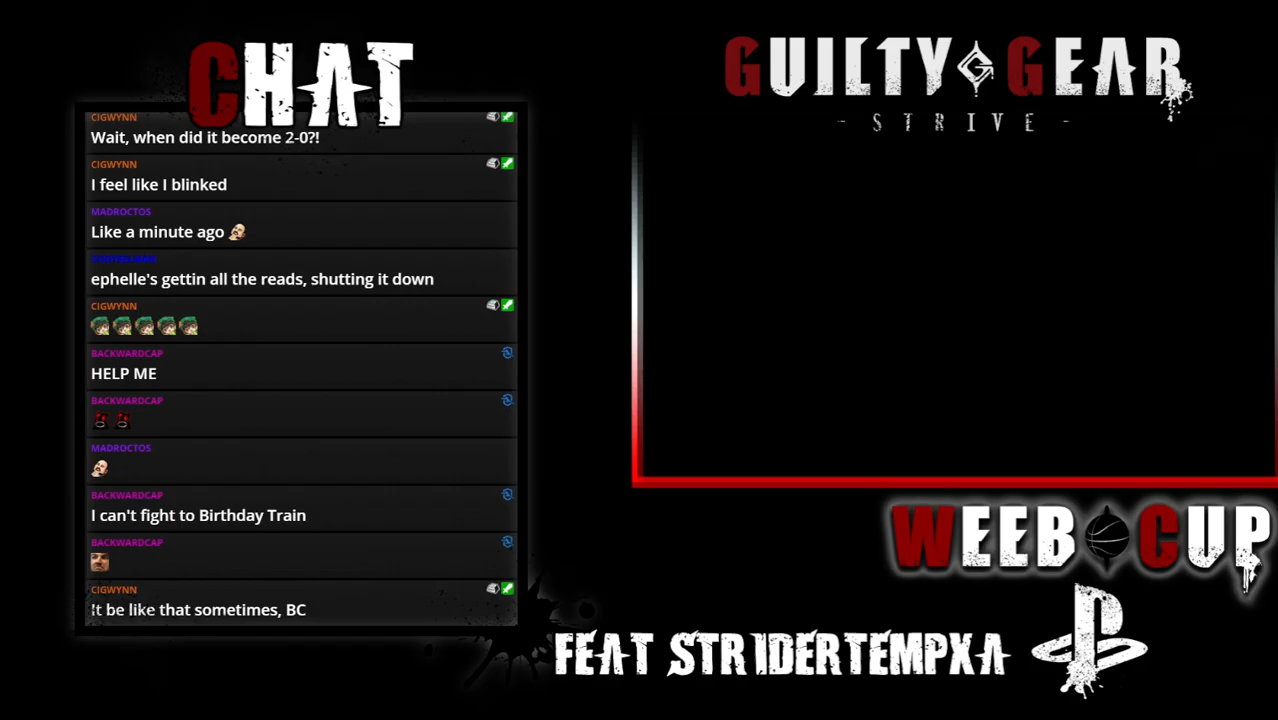 CHAT
CIGWYNN
Wait, when did it become 2-0?!
CIGWYNN
I feel like I blinked
MADROCTOS
Like a minute ago
ephelle's gettin all the reads, shutting it down
CIGWYNN
BACKWARDCAP
HELP ME
BACKWARDCAP
MADROCTOS
BACKWARDCAP
I can't fight to Birthday Train
BACKWARDCAP
CIGWYNN
It be like that sometimes, BC
GUILTY GEAR
- STRIVE -
WEEB CUP
FEAT STRIDERTEMPXA